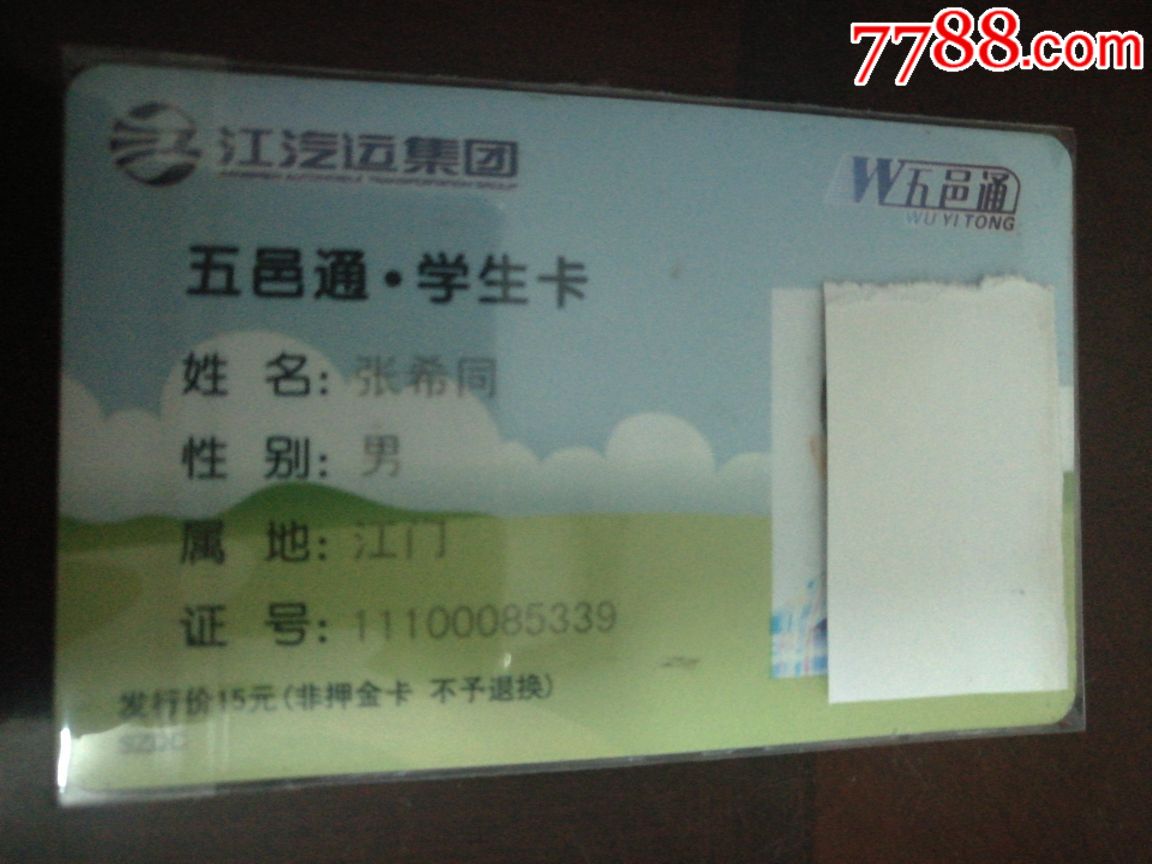 7788.com
江汽运集团
W五邑通
WU YI TONG
五邑通·学生卡
姓 名: 张希同
性 别: 男
属 地: 江门
证 号: 11100085339
发行价15元(非押金卡 不予退换)